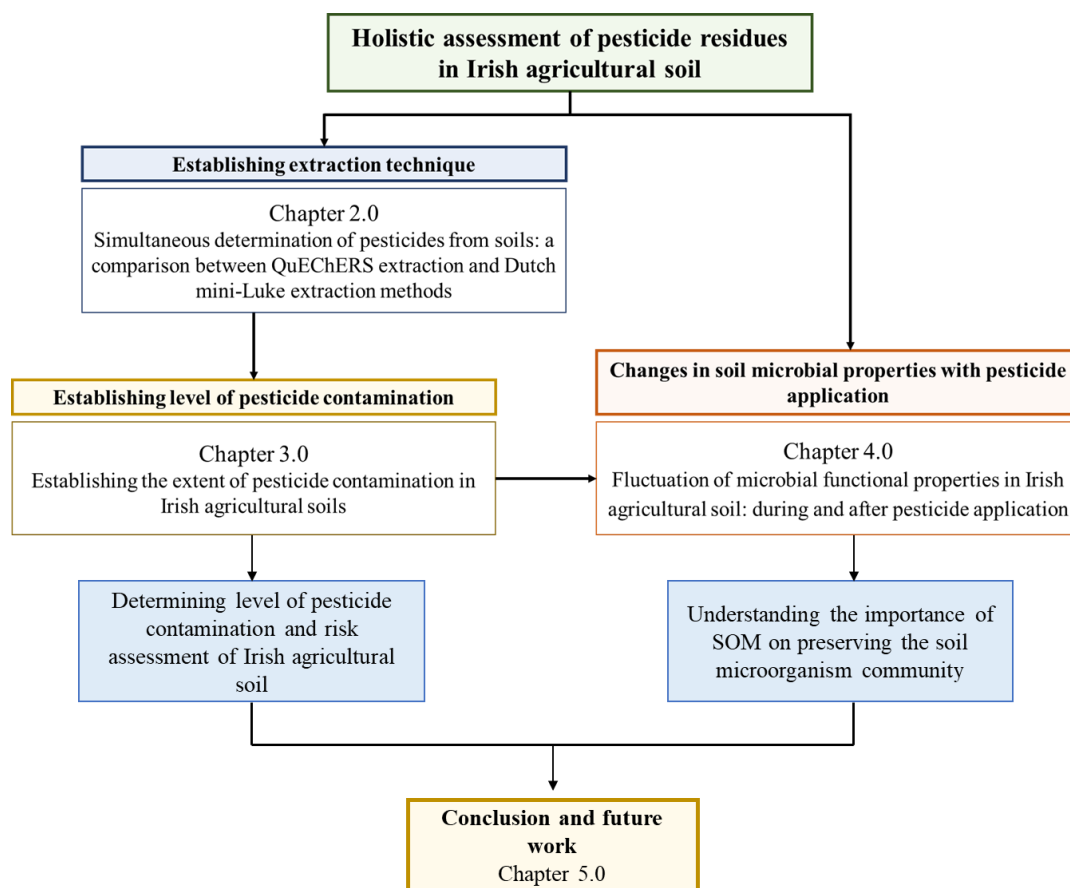 Holistic assessment of pesticide residues
in Irish agricultural soil
Establishing extraction technique
Chapter 2.0
Simultaneous determination of pesticides from soils: a
comparison between QuEChERS extraction and Dutch
mini-Luke extraction methods
Establishing level of pesticide contamination
Chapter 3.0
Establishing the extent of pesticide contamination in
Irish agricultural soils
Changes in soil microbial properties with pesticide
application
Chapter 4.0
Fluctuation of microbial functional properties in Irish
agricultural soil: during and after pesticide application
Determining level of pesticide
contamination and risk
assessment of Irish agricultural
soil
Understanding the importance of
SOM on preserving the soil
microorganism community
Conclusion and future
work
Chapter 5.0